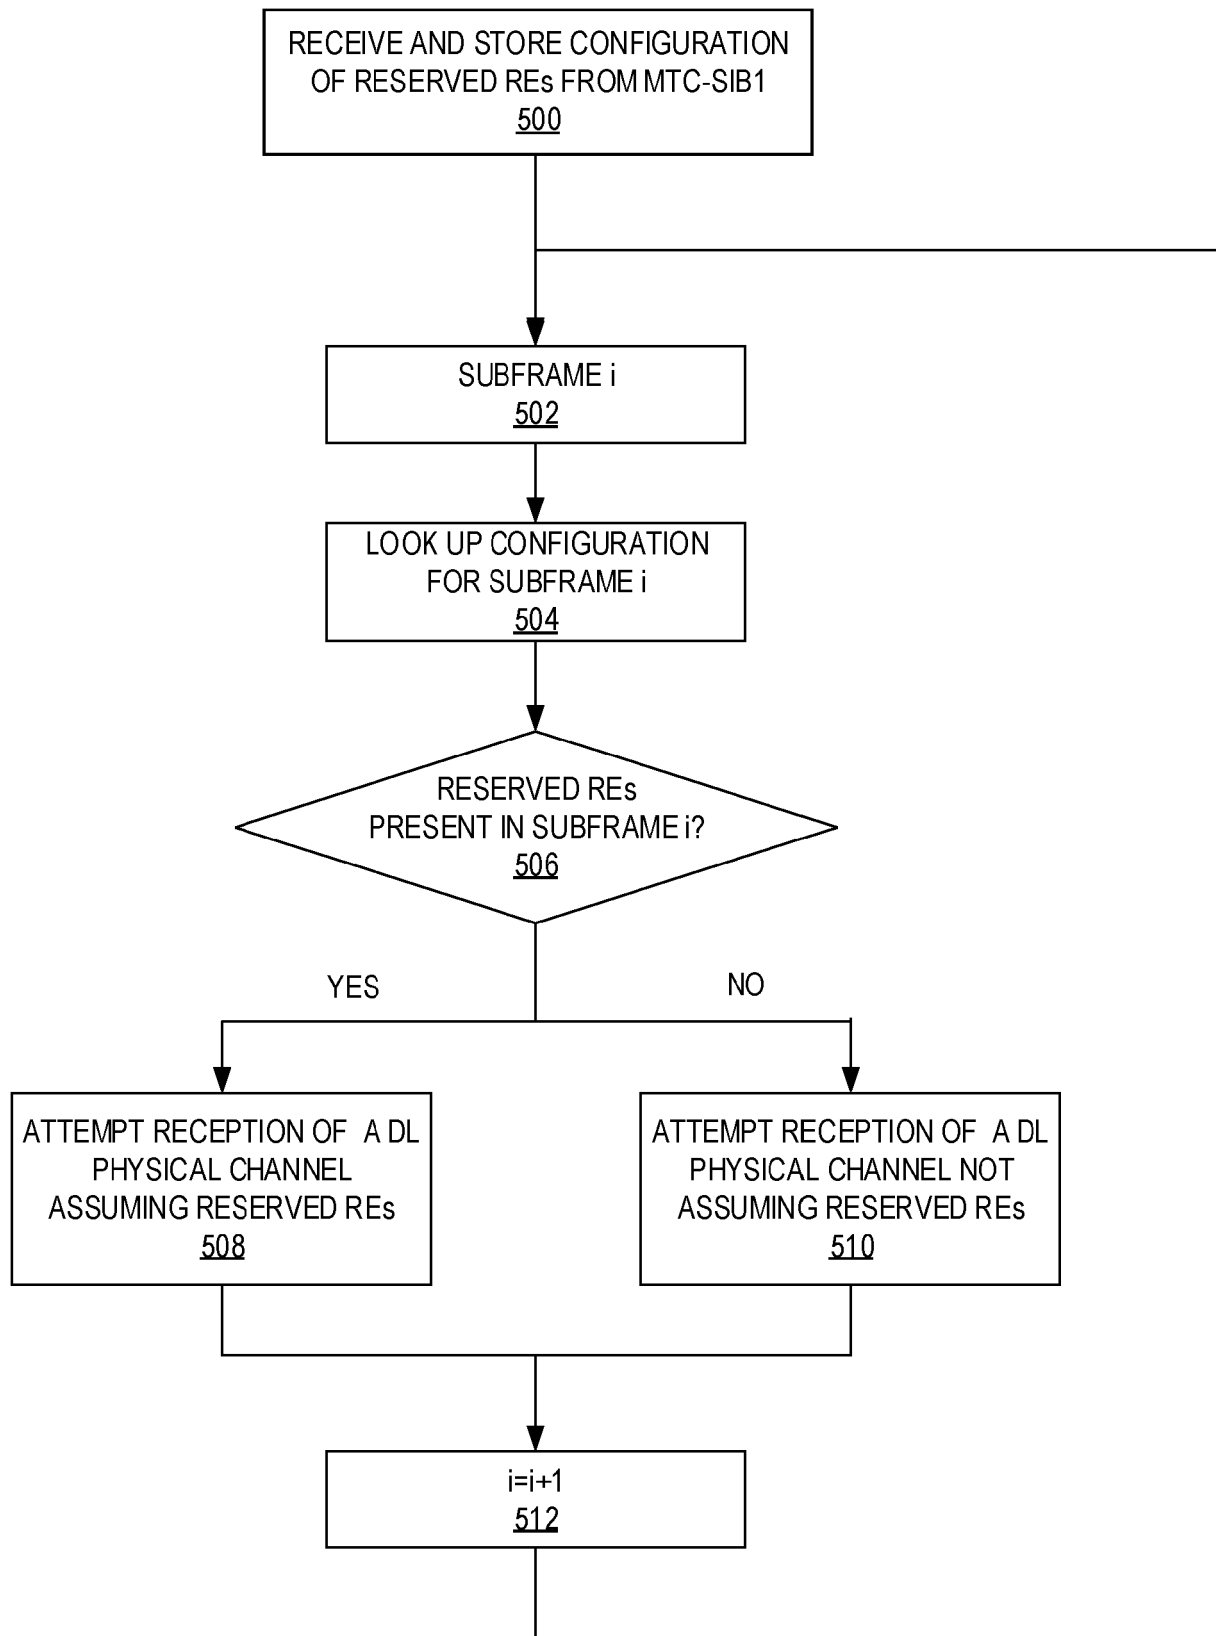 RECEIVE AND STORE CONFIGURATION
OF RESERVED REs FROM MTC-SIB1
500
SUBFRAME i
502
LOOK UP CONFIGURATION
FOR SUBFRAME i
504
RESERVED REs
PRESENT IN SUBFRAME i?
506
YES
NO
ATTEMPT RECEPTION OF A DL
PHYSICAL CHANNEL
ASSUMING RESERVED REs
508
ATTEMPT RECEPTION OF A DL
PHYSICAL CHANNEL NOT
ASSUMING RESERVED REs
510
i=i+1
512